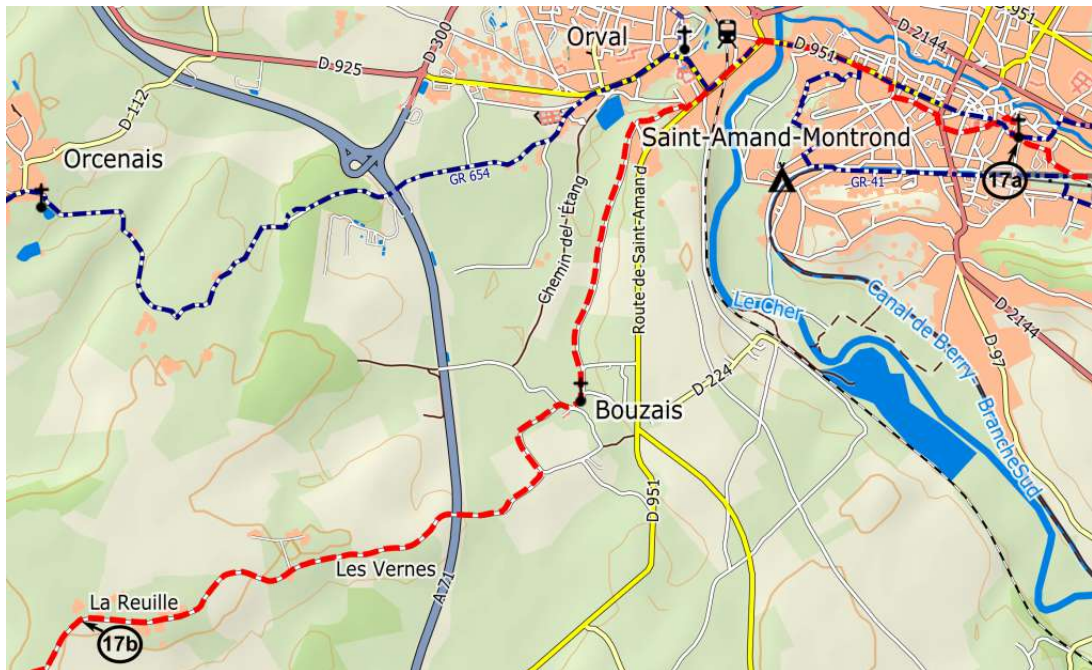 D 951
Orval
D 300
D 951
D 2144
D 925
D 112
Saint-Amand-Montrond
Orcenais
17a
GR 654
GR 41
Chemin de l'Étang
Route de Saint-Amand
Le Cher
Canal de Berry - Branche Sud
D 2144
D 97
D 224
Bouzais
D 951
Les Vernes
A 71
La Reuille
17b